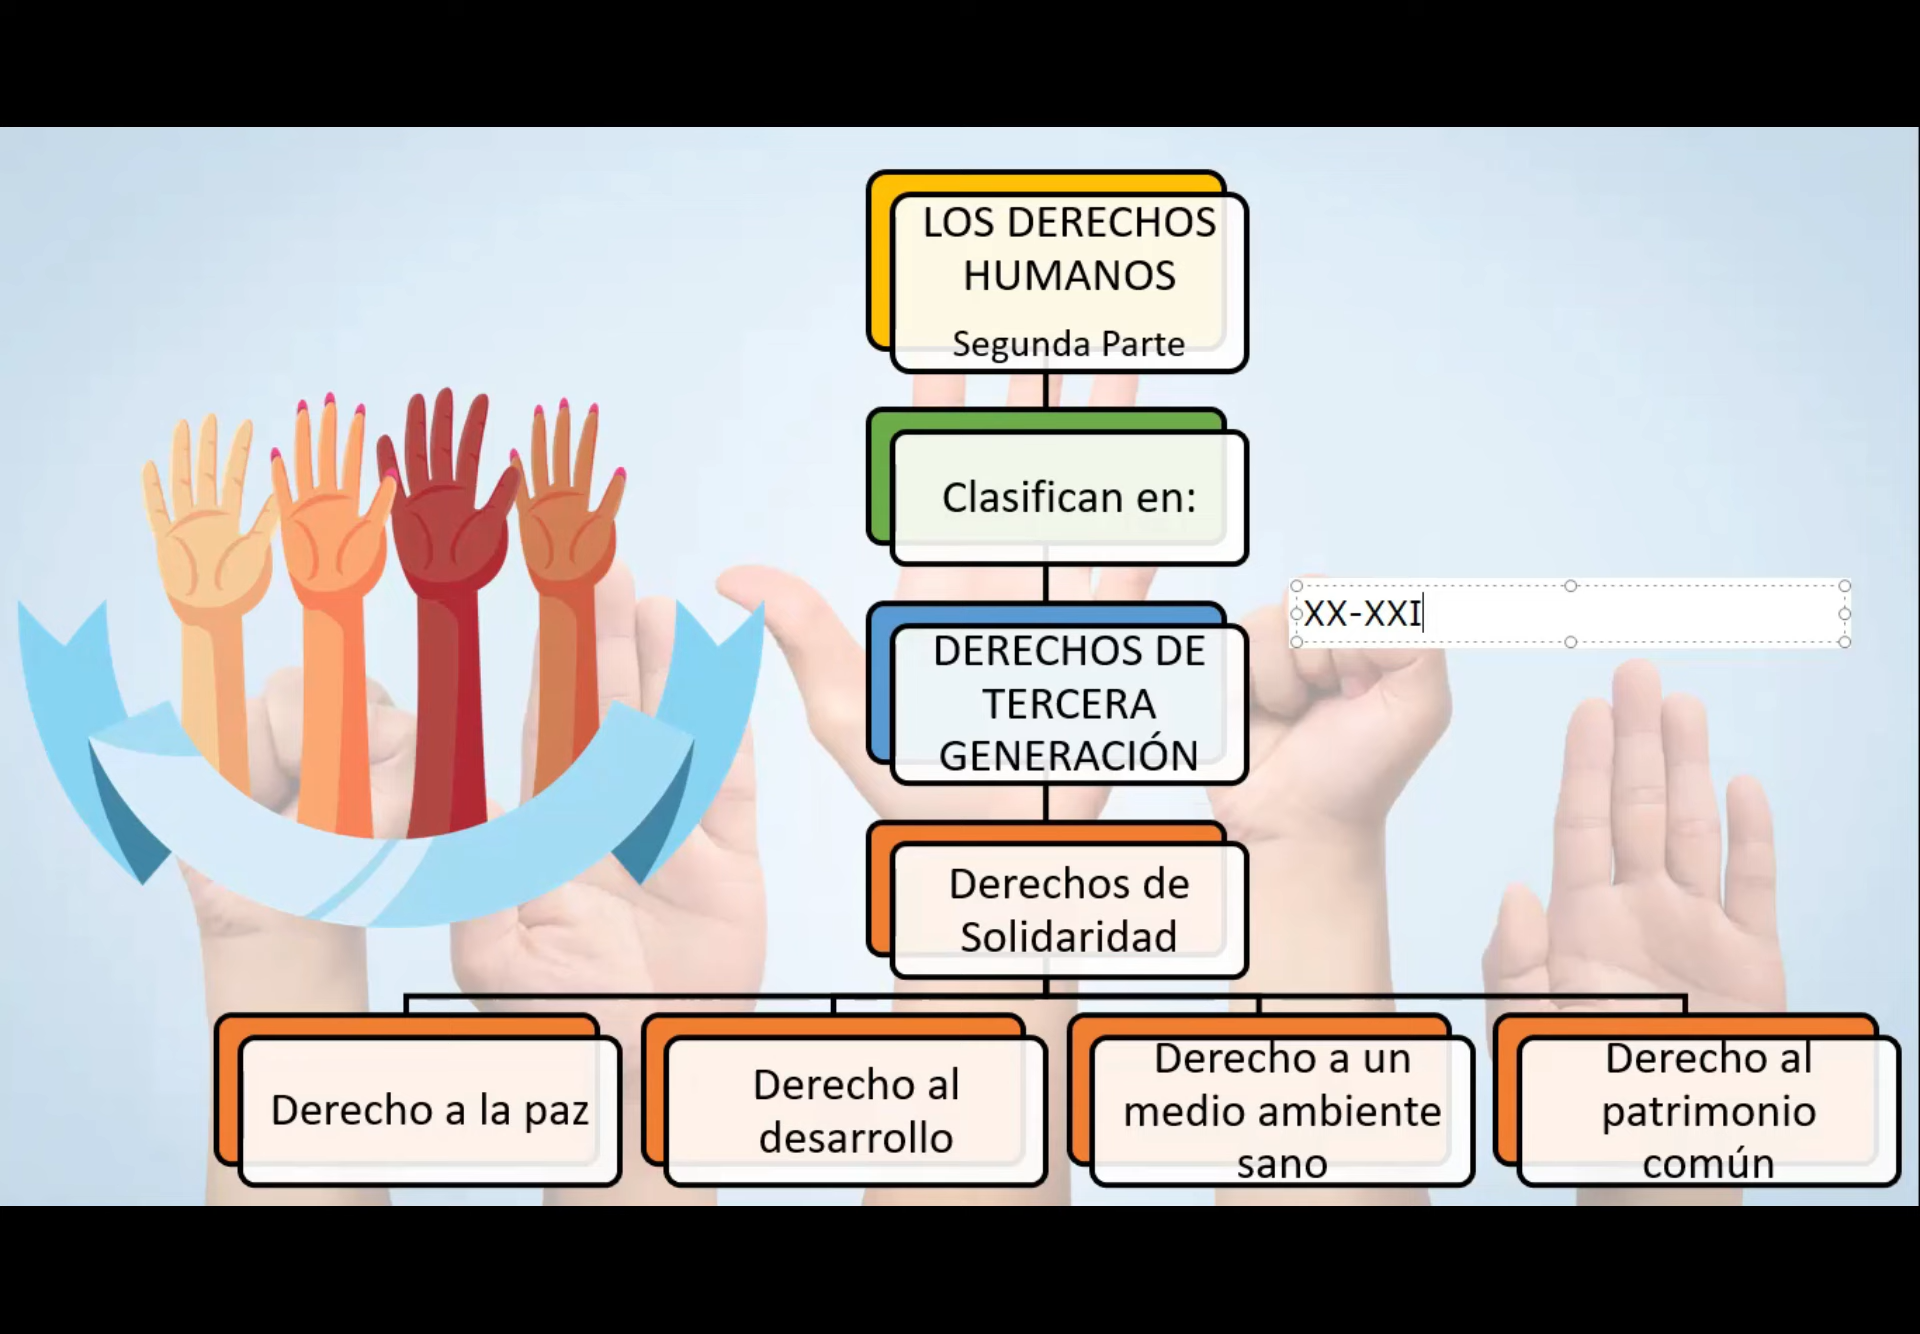 LOS DERECHOS
HUMANOS
Segunda Parte
Clasifican en:
XX-XXI
DERECHOS DE
TERCERA
GENERACIÓN
Derechos de
Solidaridad
Derecho a la paz
Derecho al
desarrollo
Derecho a un
medio ambiente
sano
Derecho al
patrimonio
común